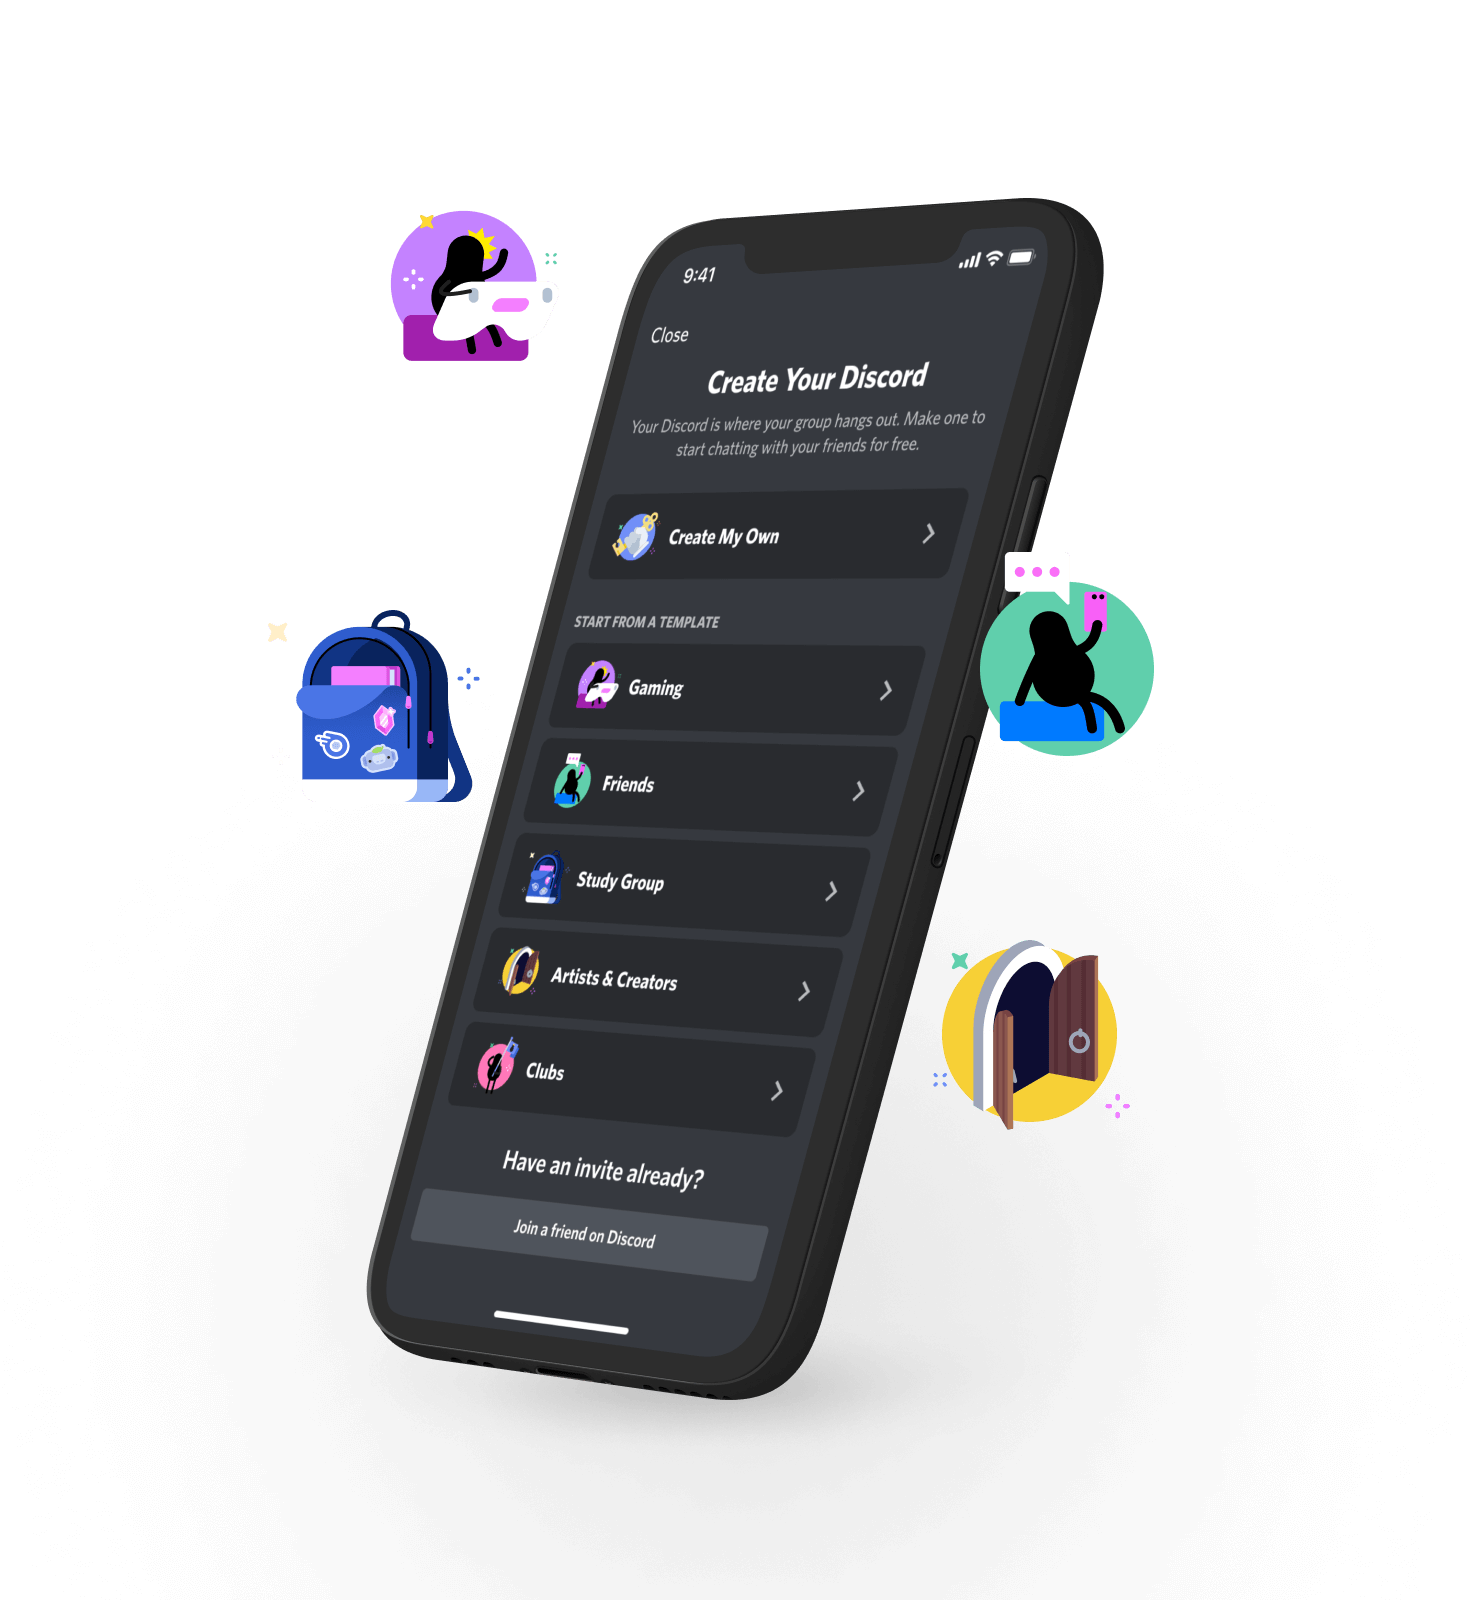 9:41
Close
Create Your Discord
Your Discord is where your group hangs out. Make one to
start chatting with your friends for free.
Create My Own
START FROM A TEMPLATE
Gaming
Friends
Study Group
Artists & Creators
Clubs
Have an invite already?
Join a friend on Discord